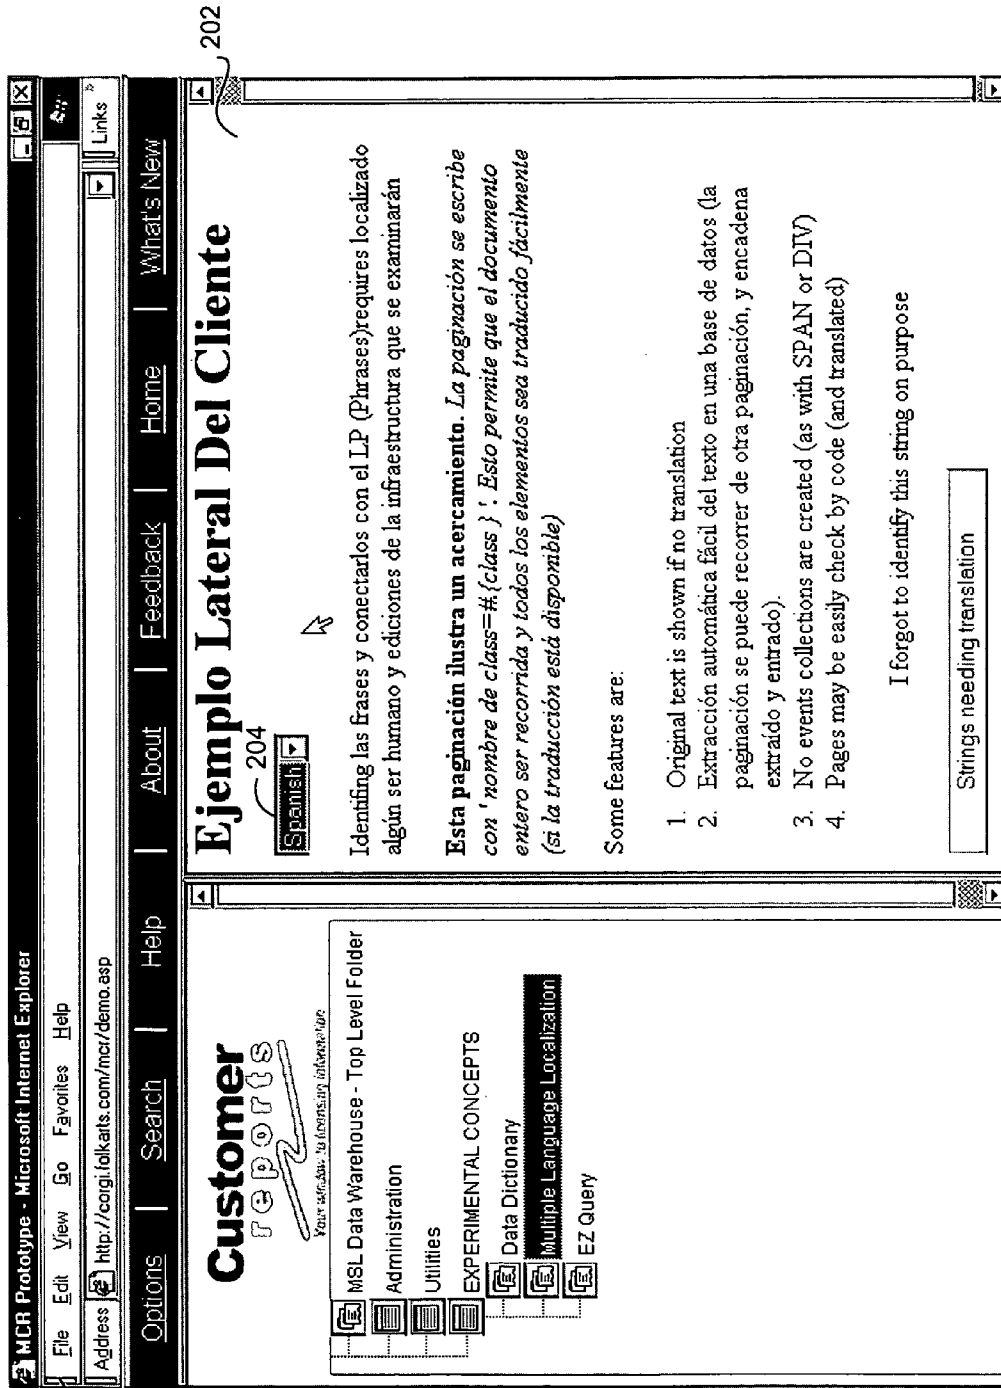 MCR Prototype - Microsoft Internet Explorer
File Edit View Go Favorites Help
Address http://corgi.folkarts.com/mcr/demo.asp
Links »
Options | Search | Help | About | Feedback | Home | What's New
Customer
reports
Your window to licensing information
MSL Data Warehouse - Top Level Folder
Administration
Utilities
EXPERIMENTAL CONCEPTS
Data Dictionary
Multiple Language Localization
EZ Query
Ejemplo Lateral Del Cliente
202
204
Spanish
Identifing las frases y conectarlos con el LP (Phrases)requires localizado
algún ser humano y ediciones de la infraestructura que se examinarán
Esta paginación ilustra un acercamiento. La paginación se escribe
con ' nombre de class=#{class } '. Esto permite que el documento
entero ser recorrida y todos los elementos sea traducido fácilmente
(si la traducción está disponible)
Some features are:
1. Original text is shown if no translation
2. Extracción automática fácil del texto en una base de datos (la
paginación se puede recorrer de otra paginación, y encadena
extraído y entrado).
3. No events collections are created (as with SPAN or DIV)
4. Pages may be easily check by code (and translated)
I forgot to identify this string on purpose
Strings needing translation